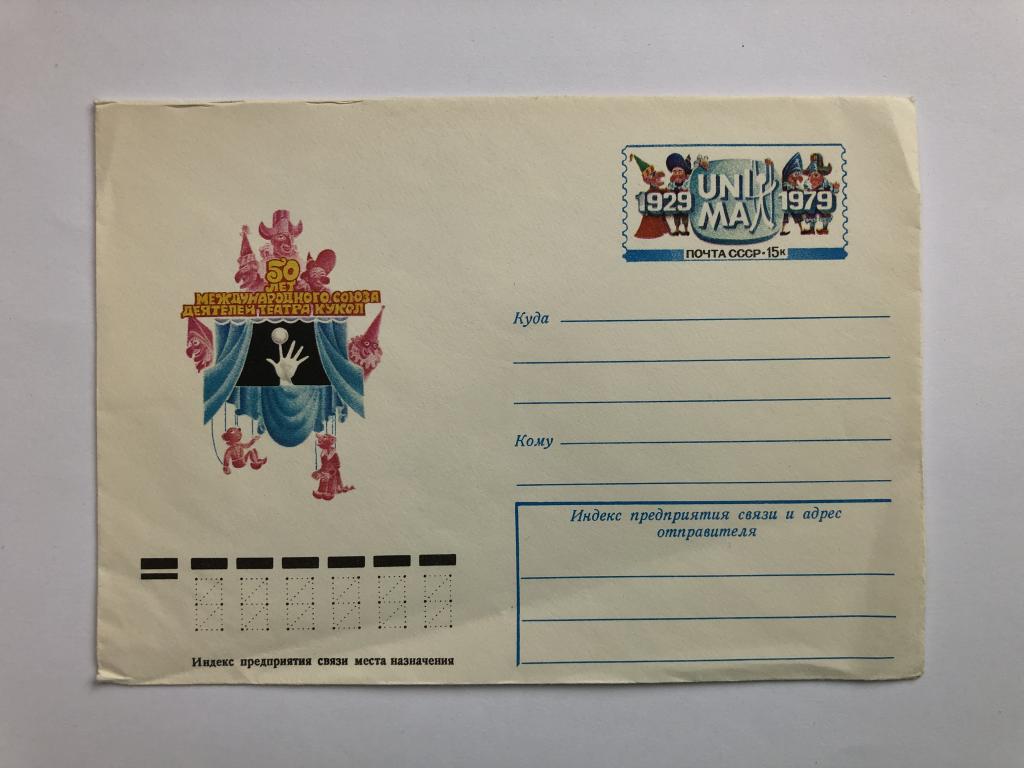 1929 UNI 1979
MA
ПОЧТА СССР•15к
50
ЛЕТ
МЕЖДУНАРОДНОГО СОЮЗА
ДЕЯТЕЛЕЙ ТЕАТРА КУКОЛ
Куда
Кому
Индекс предприятия связи и адрес
отправителя
Индекс предприятия связи места назначения